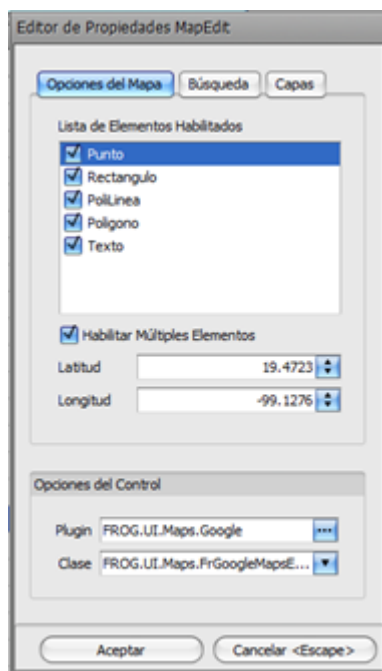 Editor de Propiedades MapEdit
Opciones del Mapa Búsqueda Capas
Lista de Elementos Habilitados
Punto
Rectangulo
PoliLinea
Poligono
Texto
Habilitar Múltiples Elementos
Latitud 19.4723
Longitud -99.1276
Opciones del Control
Plugin FROG.UI.Maps.Google ...
Clase FROG.UI.Maps.FrGoogleMapsE...
Aceptar Cancelar <Escape>